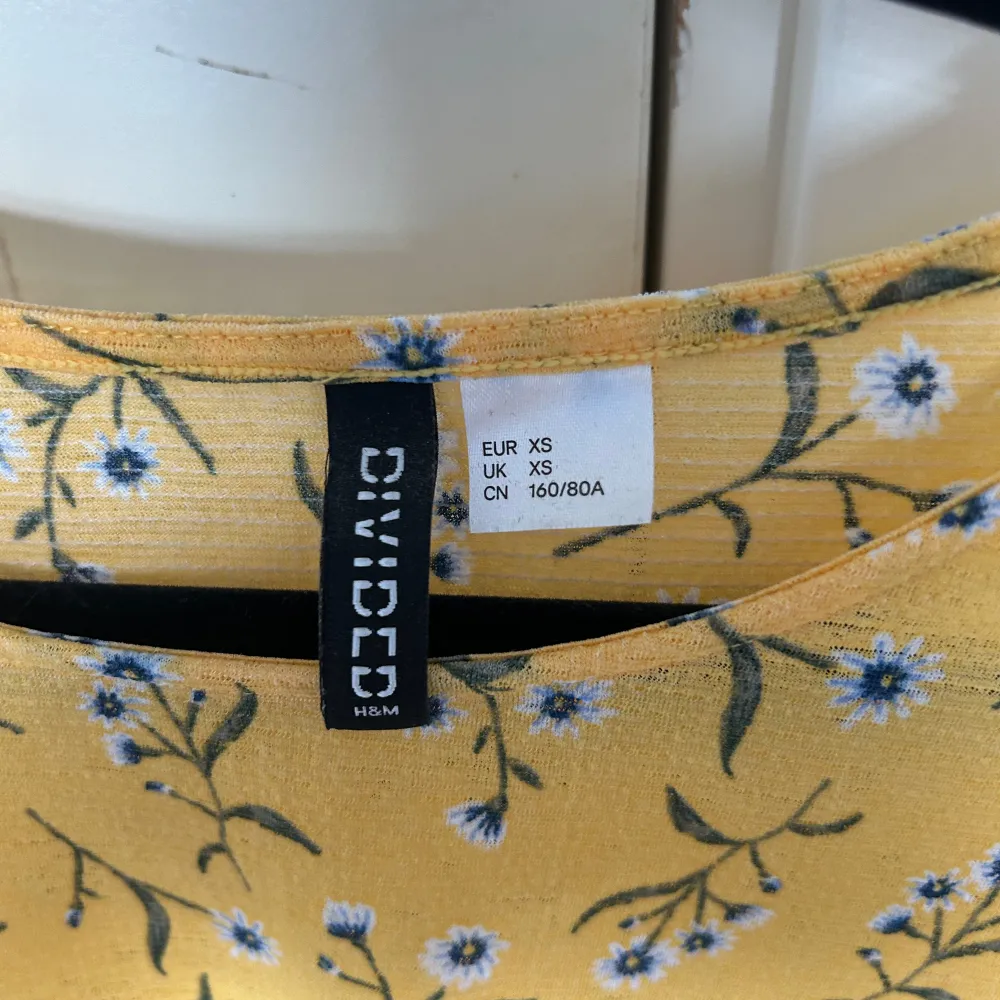 DIVIDED
H&M
EUR XS
UK XS
CN 160/80A